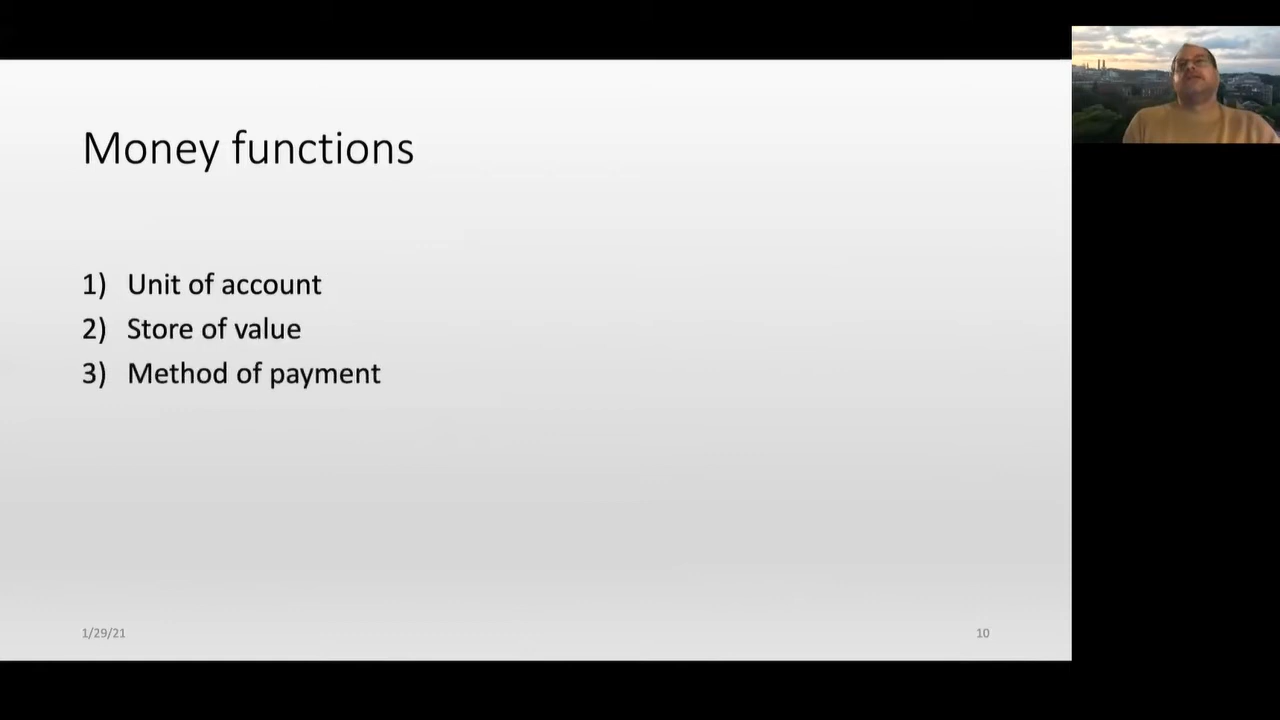 Money functions
1) Unit of account
2) Store of value
3) Method of payment
1/29/21
10